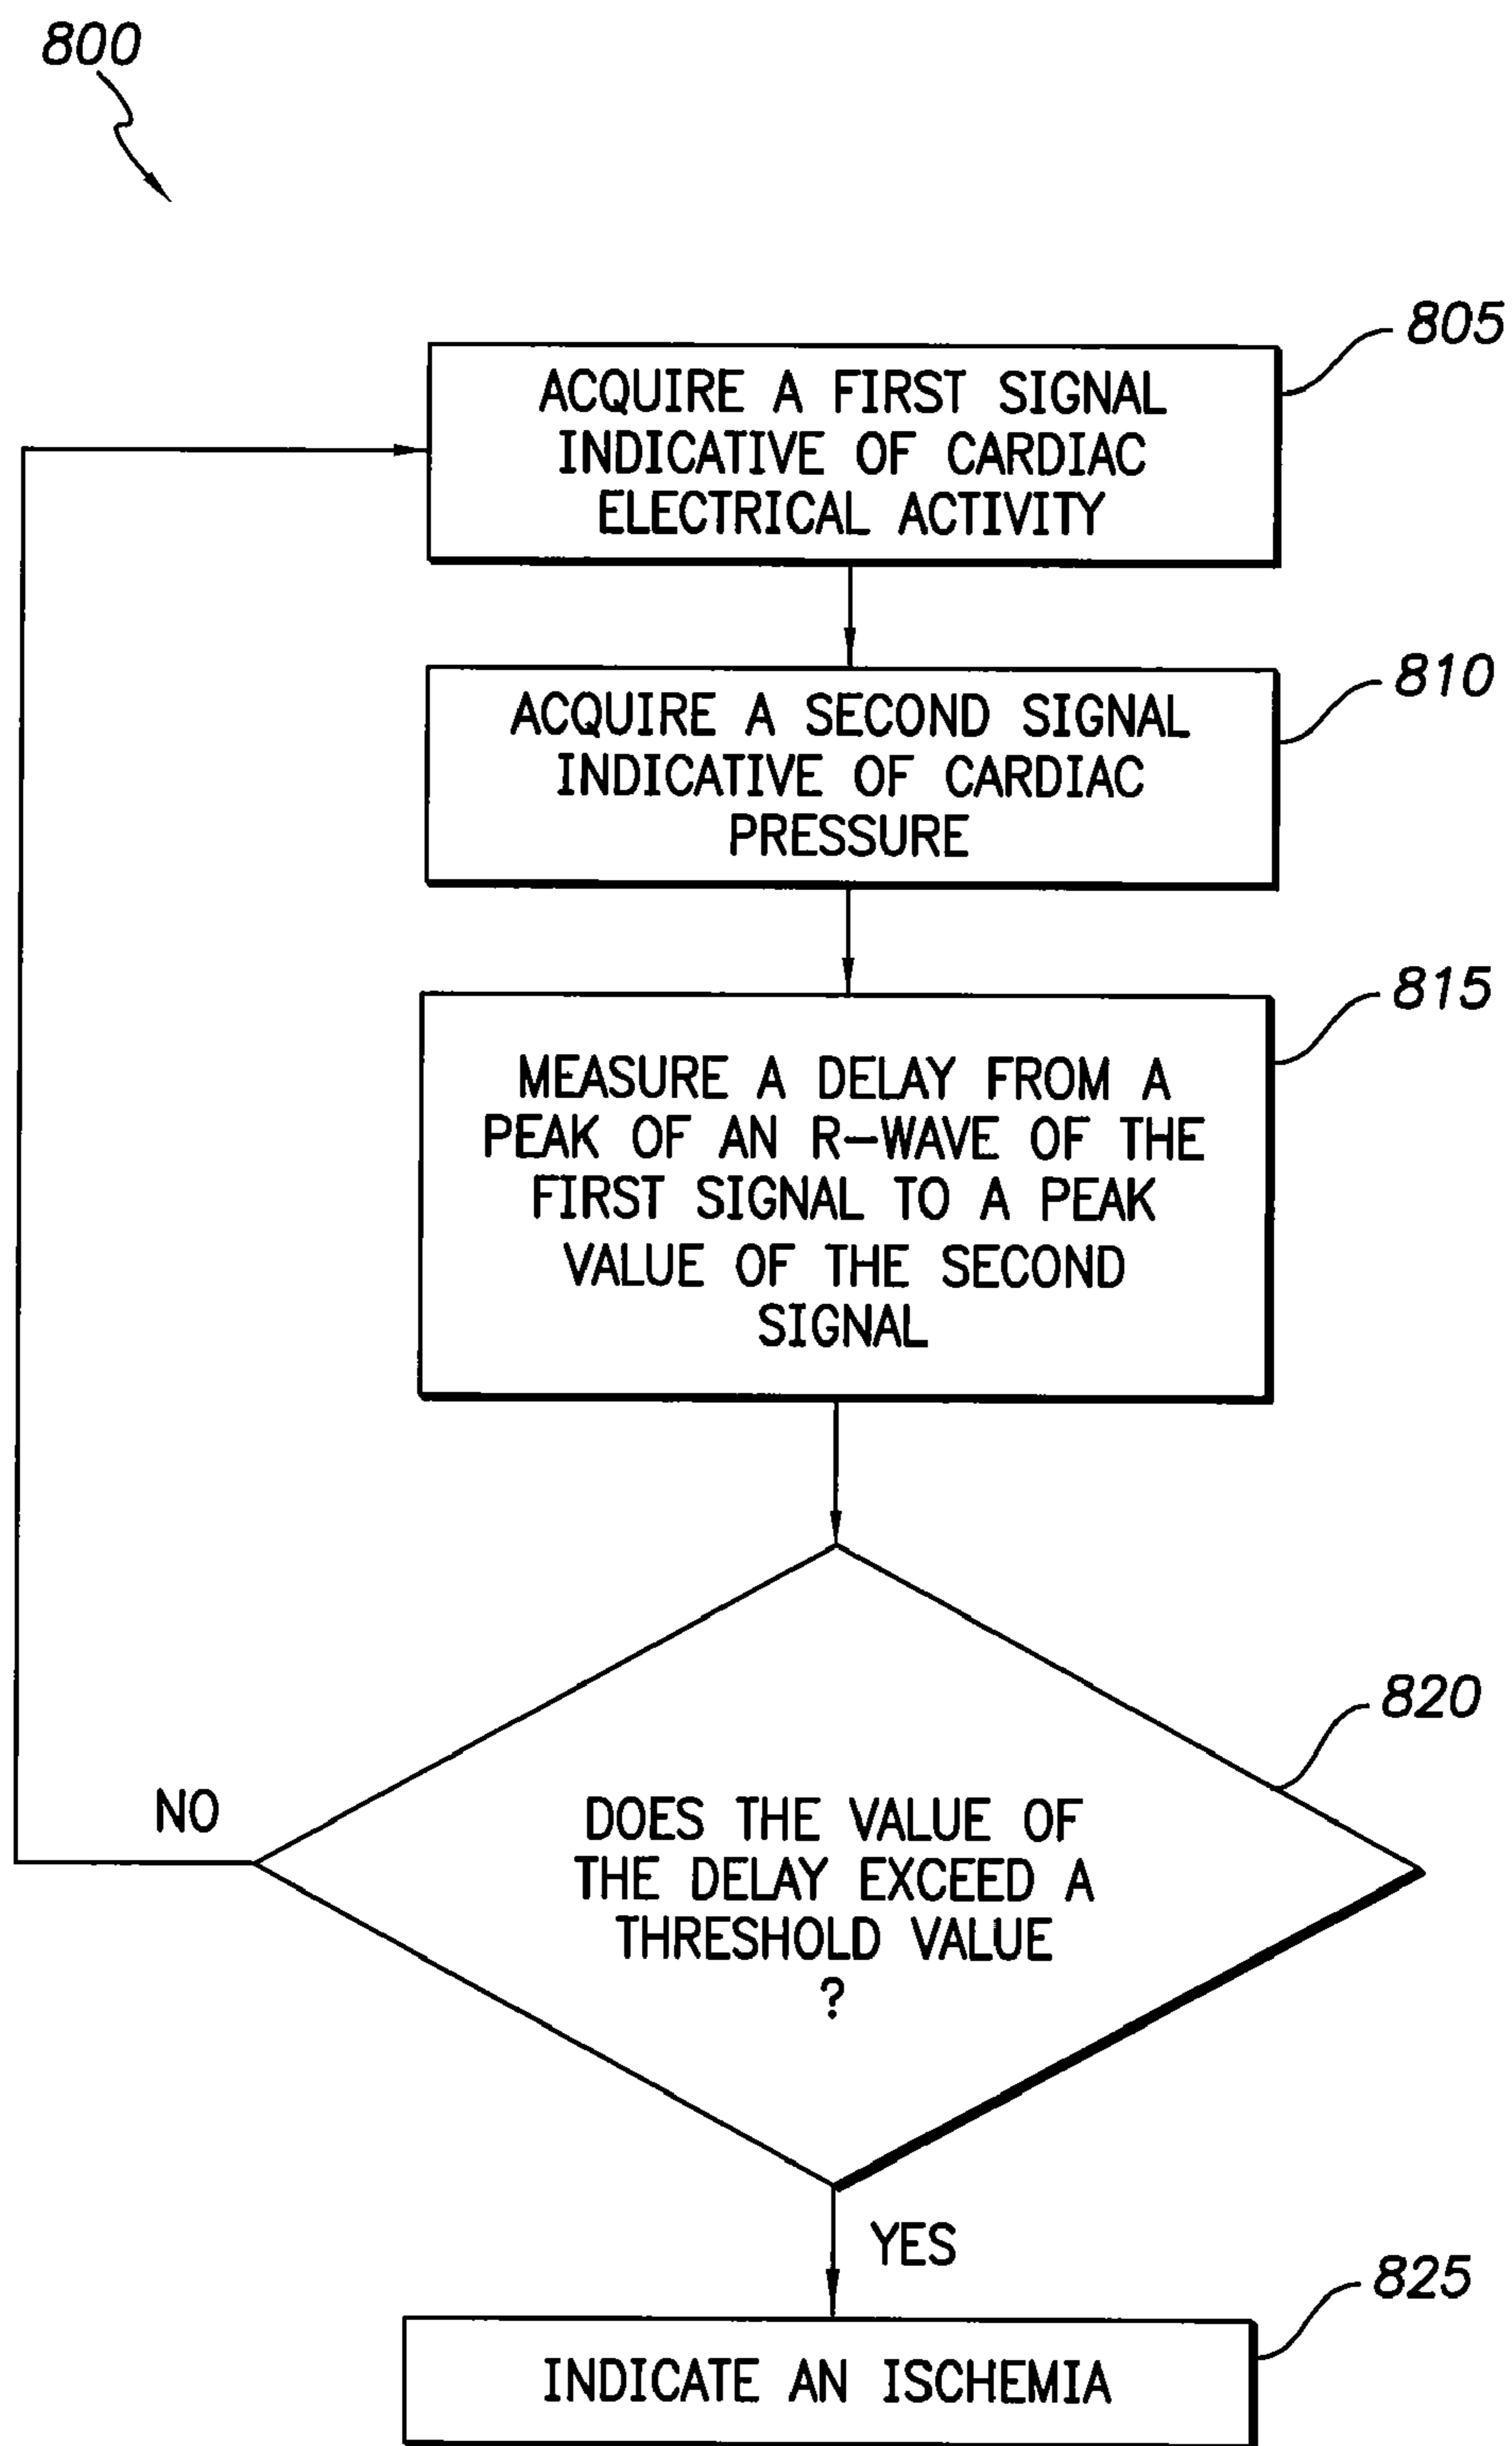 800
805
ACQUIRE A FIRST SIGNAL
INDICATIVE OF CARDIAC
ELECTRICAL ACTIVITY
810
ACQUIRE A SECOND SIGNAL
INDICATIVE OF CARDIAC
PRESSURE
815
MEASURE A DELAY FROM A
PEAK OF AN R-WAVE OF THE
FIRST SIGNAL TO A PEAK
VALUE OF THE SECOND
SIGNAL
820
NO
DOES THE VALUE OF
THE DELAY EXCEED A
THRESHOLD VALUE
?
YES
825
INDICATE AN ISCHEMIA